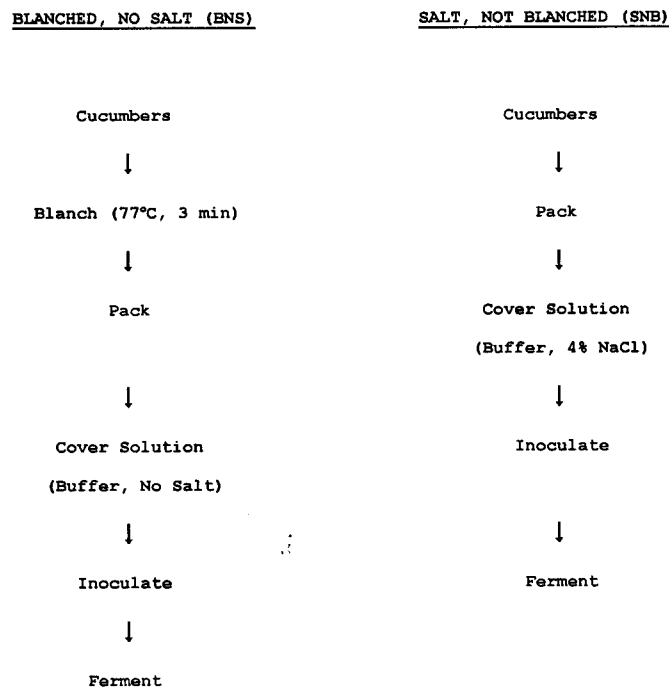 BLANCHED, NO SALT (BNS)
Cucumbers
↓
Blanch (77°C, 3 min)
↓
Pack
↓
Cover Solution
(Buffer, No Salt)
↓
Inoculate
↓
Ferment
SALT, NOT BLANCHED (SNB)
Cucumbers
↓
Pack
↓
Cover Solution
(Buffer, 4% NaCl)
↓
Inoculate
↓
Ferment